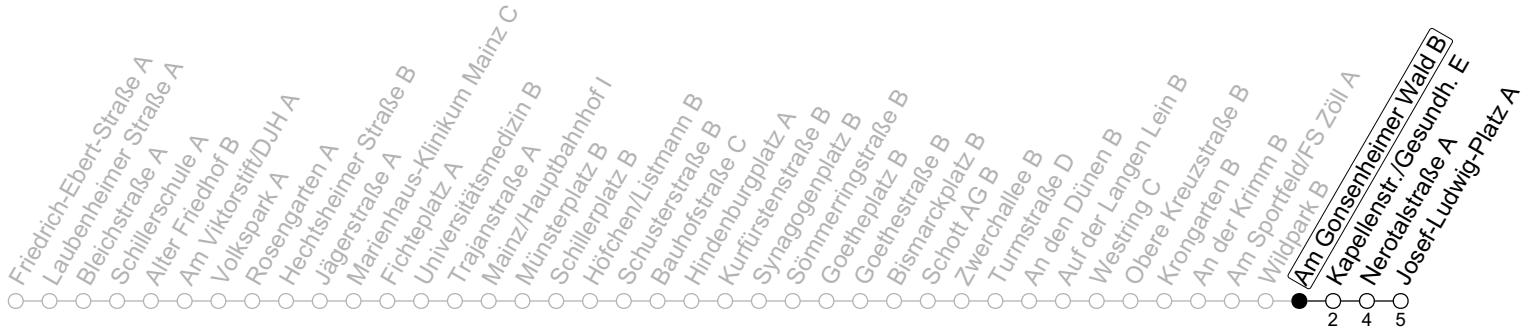 Friedrich-Ebert-Straße A
Laubenheimer Straße A
Bleichstraße A
Schillerschule A
Alter Friedhof B
Am Viktorstift/DJH A
Volkspark A
Rosengarten A
Hechtsheimer Straße B
Jägerstraße A
Marienhaus-Klinikum Mainz C
Fichteplatz A
Universitätsmedizin B
Trajanstraße A
Mainz/Hauptbahnhof I
Münsterplatz B
Schillerplatz B
Höfchen/Listmann B
Schusterstraße B
Bauhofstraße C
Hindenburgplatz A
Kurfürstenstraße B
Synagogenplatz B
Sömmerringstraße B
Goetheplatz B
Goethestraße B
Bismarckplatz B
Schott AG B
Zwerchallee B
Turmstraße D
An den Dünen B
Auf der Langen Lein B
Westring C
Obere Kreuzstraße B
Krongarten B
An der Krimm B
Am Sportfeld/FS Zöll A
Wildpark B
Am Gonsenheimer Wald B
Kapellenstr./Gesundh. E
Nerotalstraße A
Josef-Ludwig-Platz A
2 4 5